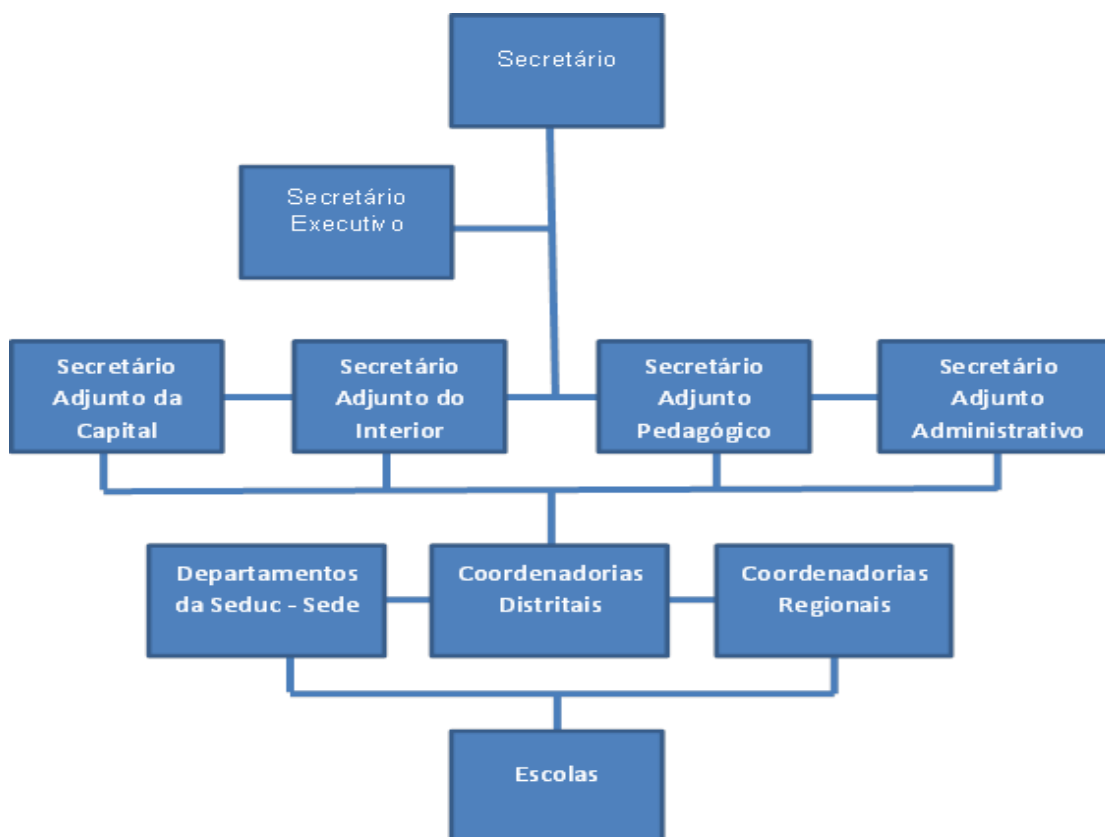 Secretário
Secretário
Executivo
Secretário
Adjunto da
Capital
Secretário
Adjunto do
Interior
Secretário
Adjunto
Pedagógico
Secretário
Adjunto
Administrativo
Departamentos
da Seduc - Sede
Coordenadorias
Distritais
Coordenadorias
Regionais
Escolas